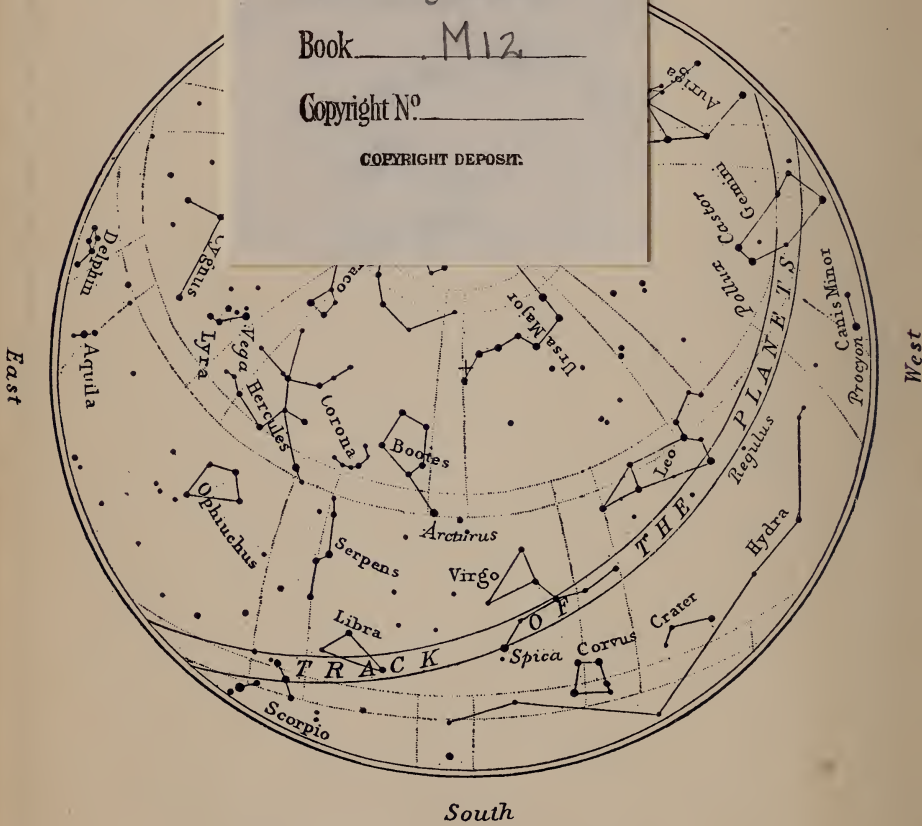 Book M12
Copyright No.
COPYRIGHT DEPOSIT.
Auriga
Gemini
Castor
Pollux
Delphin
Cygnus
raco
Ursa Major
Canis Minor
Procyon
East
West
Aquila
Lyra
Vega
Hercules
Corona
Bootes
Leo
Regulus
TRACK OF THE PLANETS
Ophiuchus
Arcturus
Hydra
Serpens
Virgo
Libra
Crater
Corvus
Spica
Scorpio
South